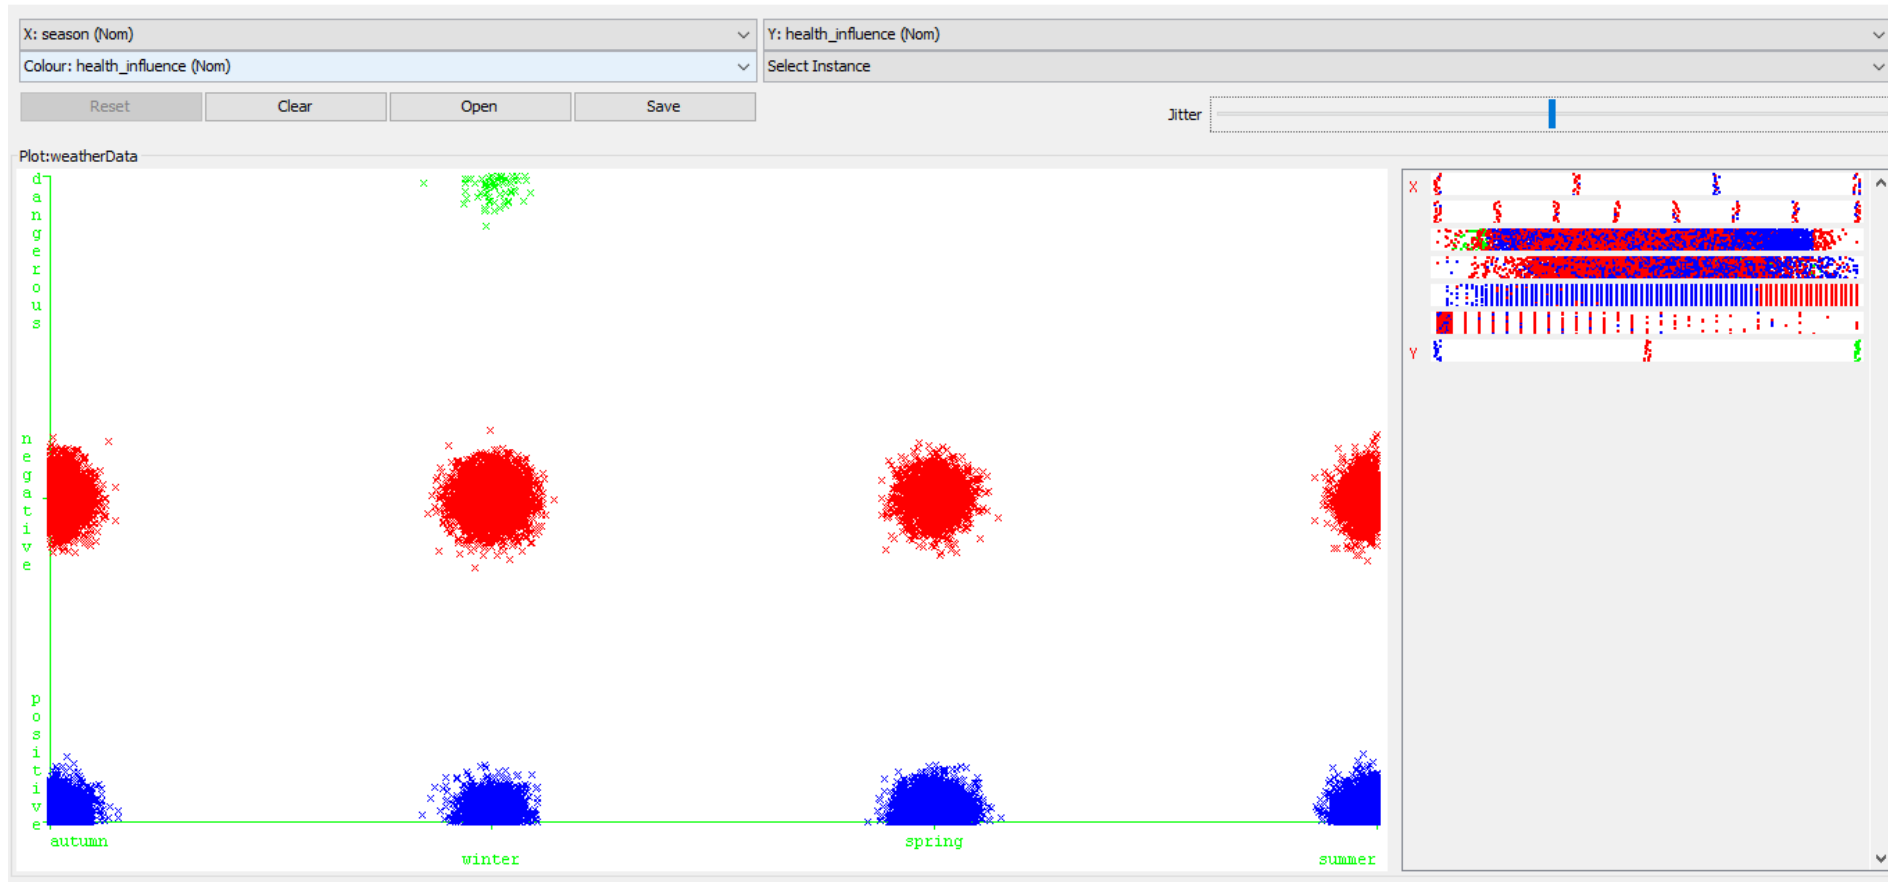 X: season (Nom)
Y: health_influence (Nom)
Colour: health_influence (Nom)
Select Instance
Reset
Clear
Open
Save
Jitter
Plot:weatherData
dangerous
negative
positive
autumn
winter
spring
summer
X
Y